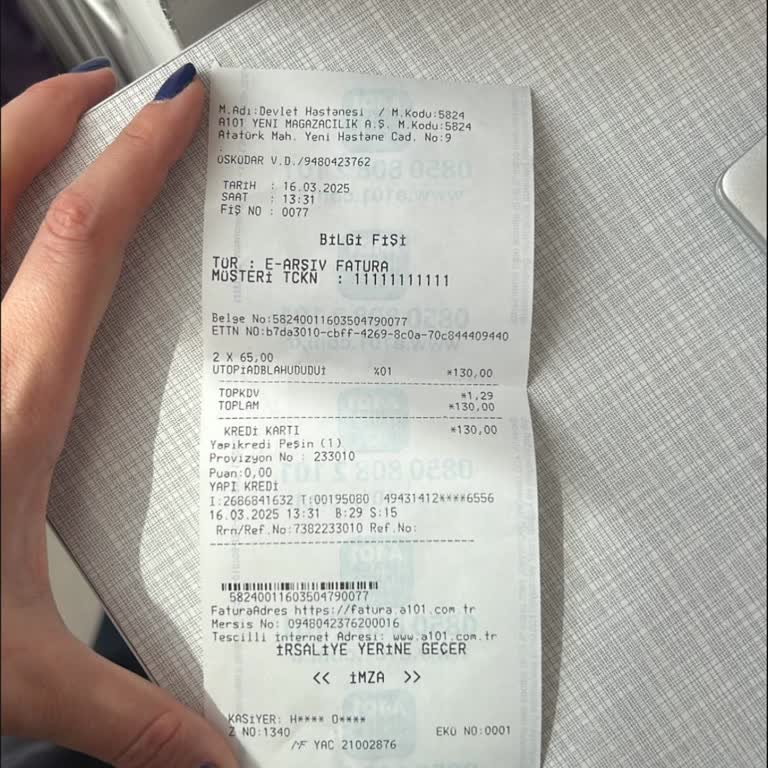 M.Adı:Devlet Hastanesi / M.Kodu:5824
A101 YENİ MAGAZACILIK A.Ş. M.Kodu:5824
Atatürk Mah. Yeni Hastane Cad. No:9
.
ÜSKÜDAR V.D./9480423762
TARİH : 16.03.2025
SAAT : 13:31
FİŞ NO : 0077
BİLGİ FİŞİ
TÜR : E-ARŞİV FATURA
MÜŞTERİ TCKN : 11111111111
Belge No:58240011603504790077
ETTN NO:b7da3010-cbff-4269-8c0a-70c844409440
2 X 65,00
ÜTOPİADBLAHUDUDUİ %01 *130,00
TOPKDV *1,29
TOPLAM *130,00
KREDİ KARTI *130,00
Yapikredi Peşin (1)
Provizyon No : 233010
Puan:0,00
YAPI KREDİ
I:2686841632 T:00195080 49431412****6556
16.03.2025 13:31 B:29 S:15
Rrn/Ref.No:7382233010 Ref.No:
58240011603504790077
FaturaAdres https://fatura.a101.com.tr
Mersis No: 0948042376200016
Tescilli internet Adresi: www.a101.com.tr
İRSALİYE YERİNE GEÇER
<< İMZA >>
KASİYER: H**** O****
Z NO:1340 EKÜ NO:0001
MF YAC 21002876